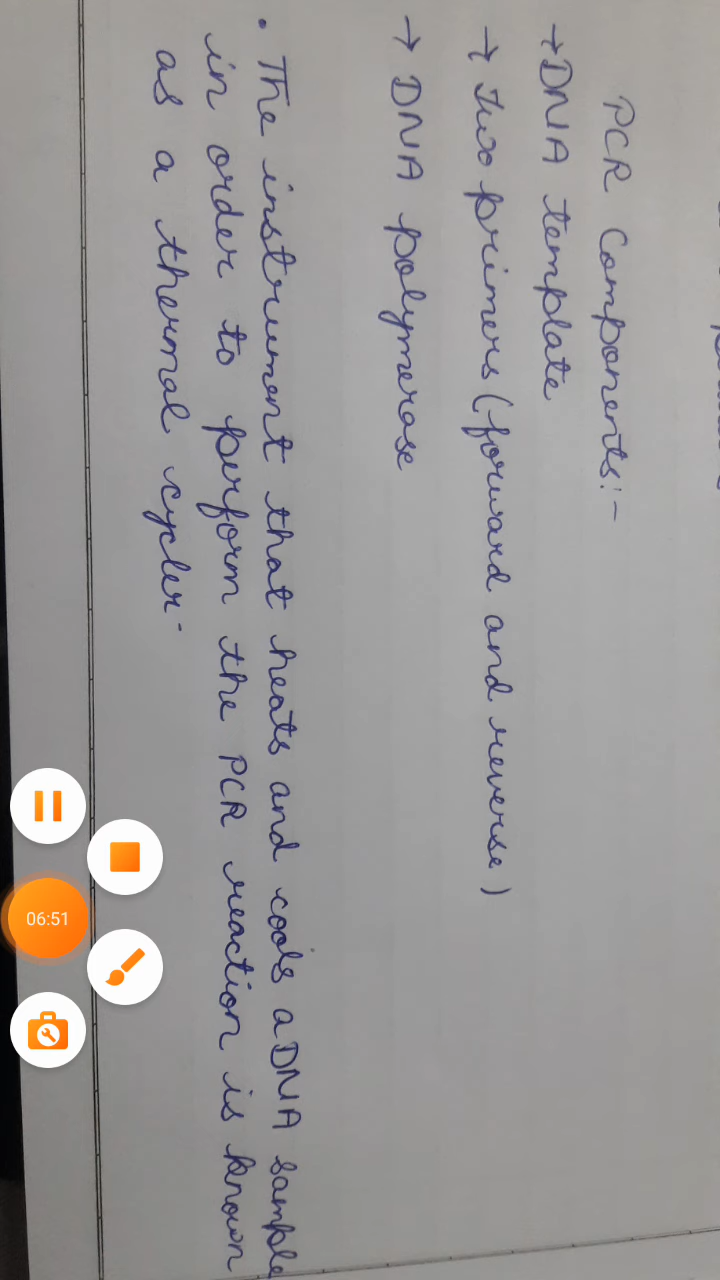 PCR Components:-
→ DNA template
→ Two primers (forward and reverse)
→ DNA polymerase
• The instrument that heats and cools a DNA sample
in order to perform the PCR reaction is known
as a thermal cycler.
06:51